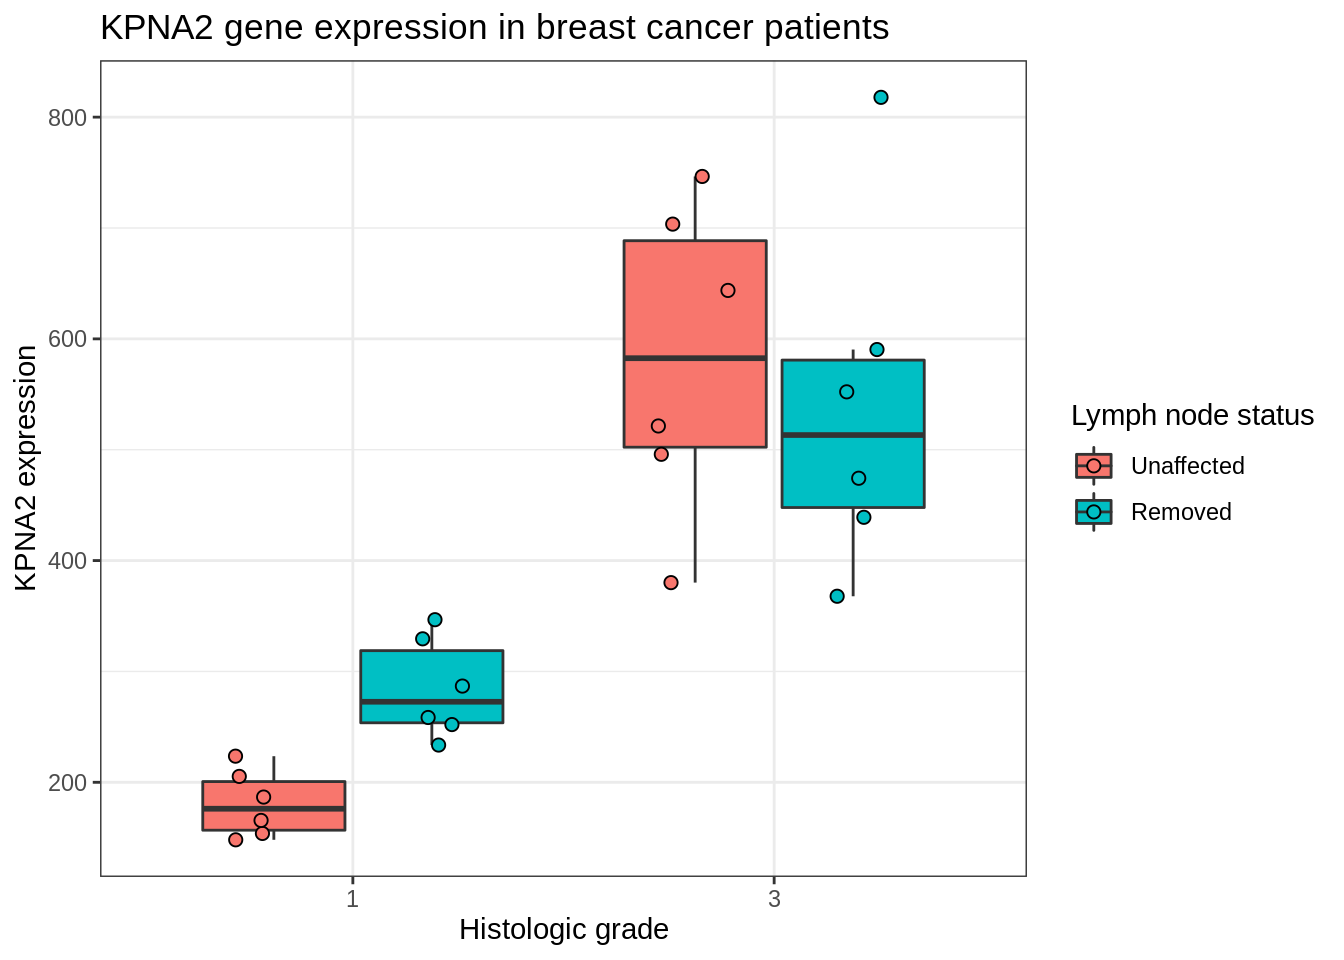 KPNA2 gene expression in breast cancer patients
KPNA2 expression
800
600
400
200
1
3
Histologic grade
Lymph node status
Unaffected
Removed